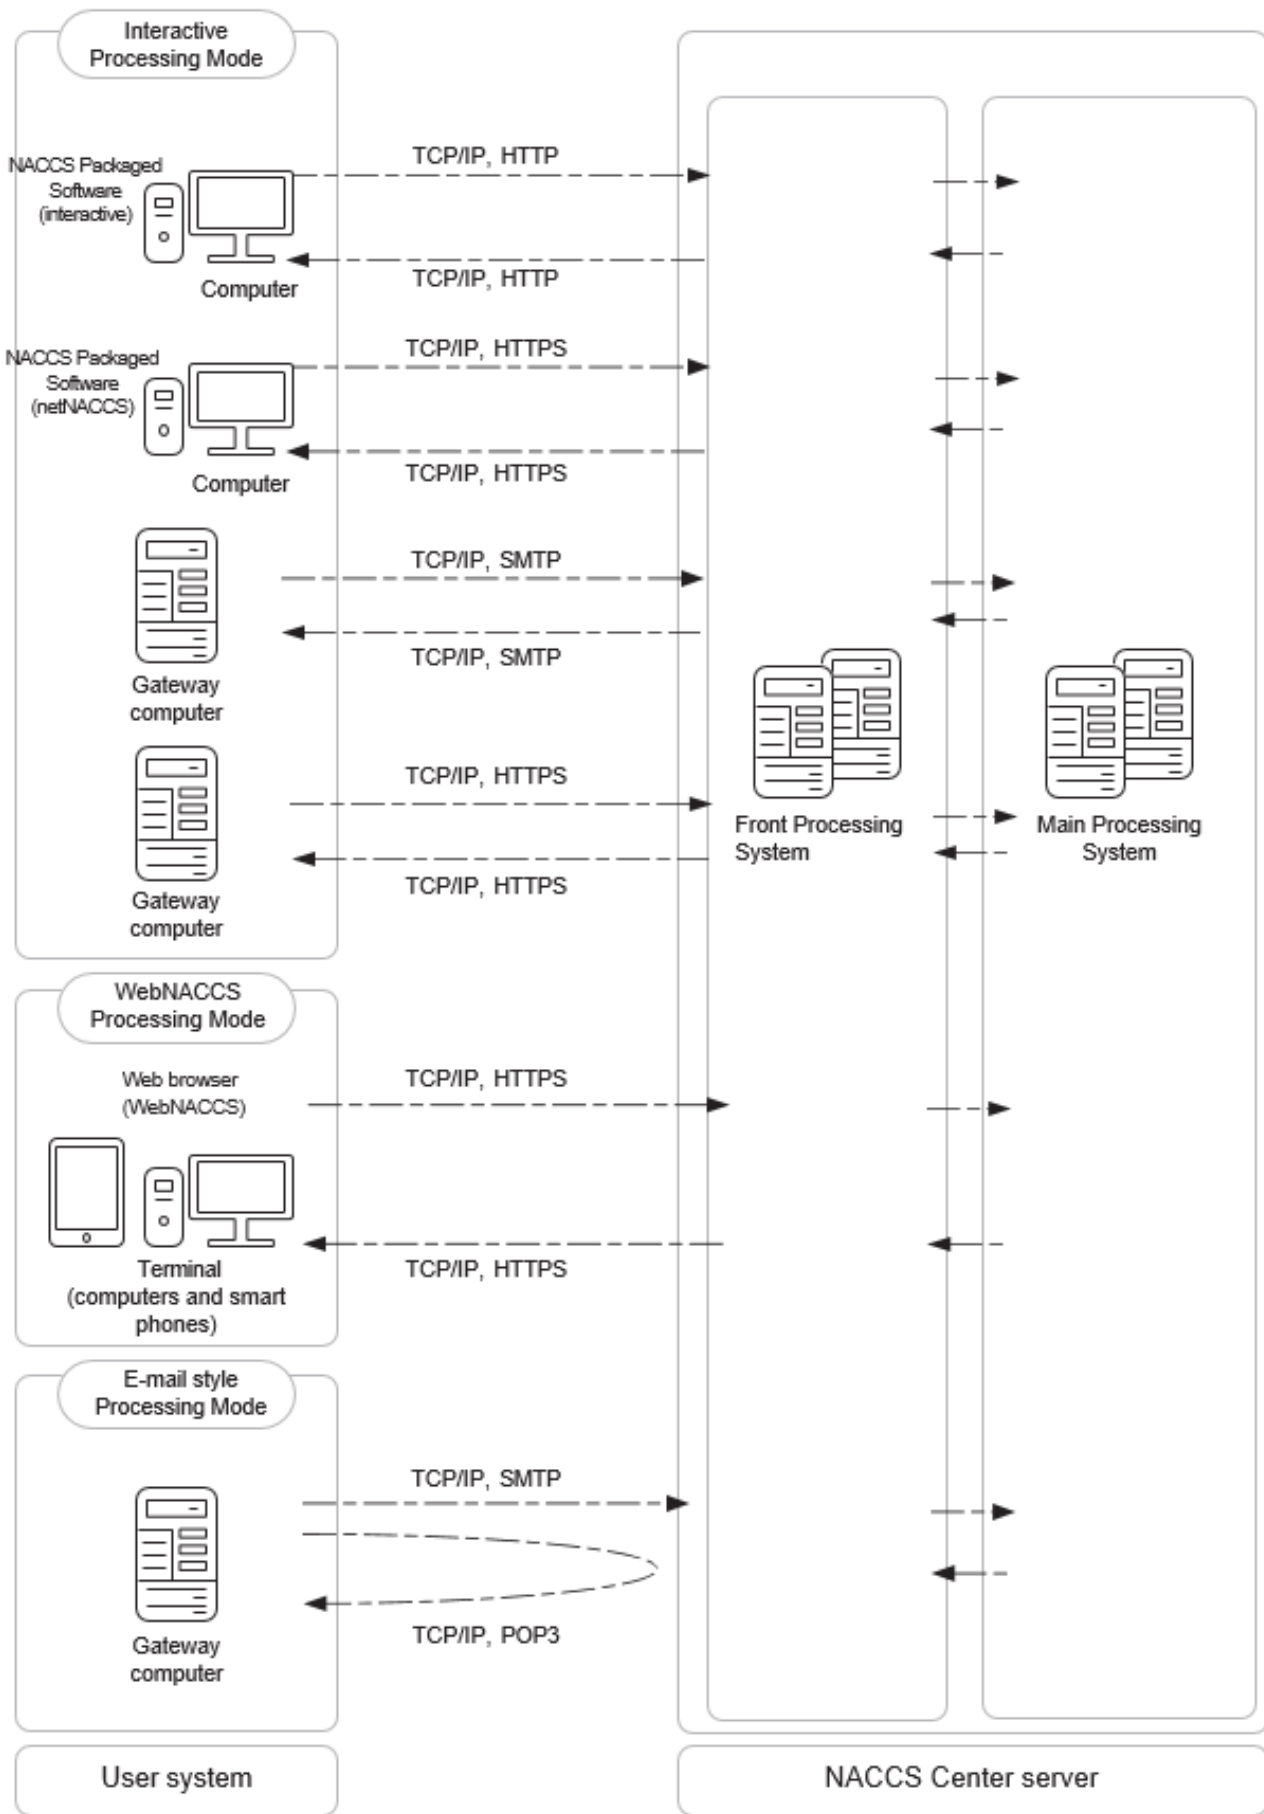 Interactive
Processing Mode
NACCS Packaged
Software
(interactive)
TCP/IP, HTTP
TCP/IP, HTTP
Computer
NACCS Packaged
Software
(netNACCS)
TCP/IP, HTTPS
TCP/IP, HTTPS
Computer
TCP/IP, SMTP
TCP/IP, SMTP
Gateway
computer
TCP/IP, HTTPS
TCP/IP, HTTPS
Gateway
computer
Front Processing
System
Main Processing
System
WebNACCS
Processing Mode
Web browser
(WebNACCS)
TCP/IP, HTTPS
TCP/IP, HTTPS
Terminal
(computers and smart
phones)
E-mail style
Processing Mode
TCP/IP, SMTP
TCP/IP, POP3
Gateway
computer
User system
NACCS Center server